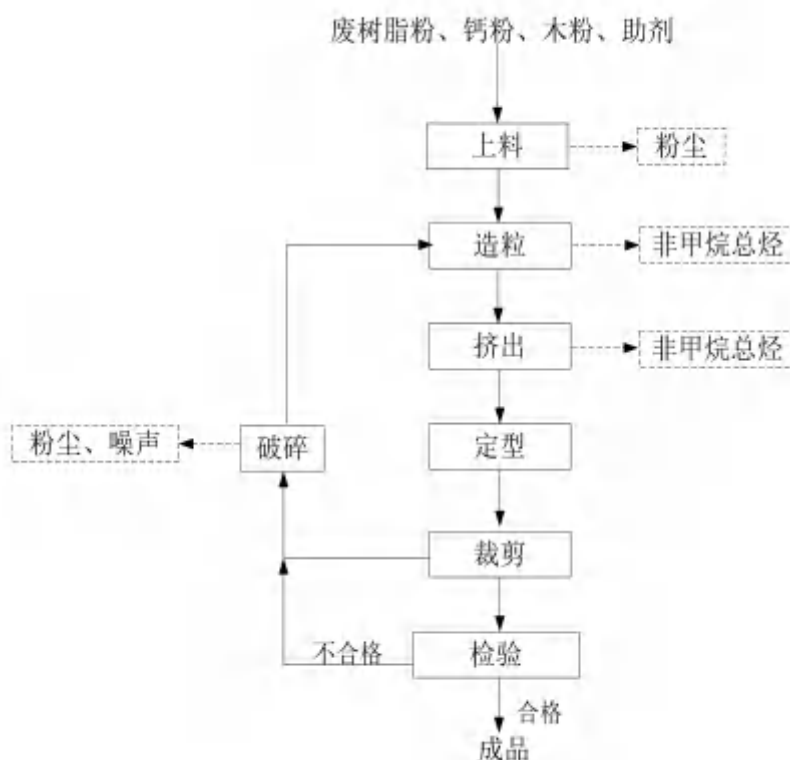 废树脂粉、钙粉、木粉、助剂
上料
粉尘
造粒
非甲烷总烃
挤出
非甲烷总烃
粉尘、噪声
破碎
定型
裁剪
不合格
检验
合格
成品